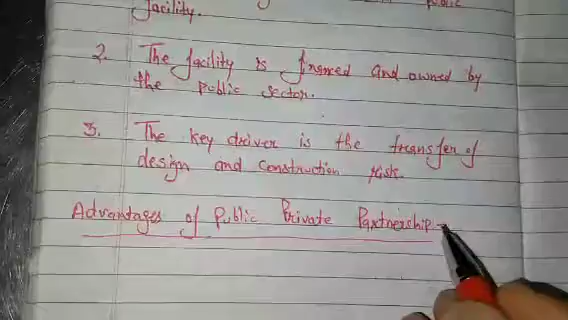 facility. public
2. The facility is financed and owned by
the public sector.
3. The key driver is the transfer of
design and construction risk.
Advantages of Public Private Partnership -